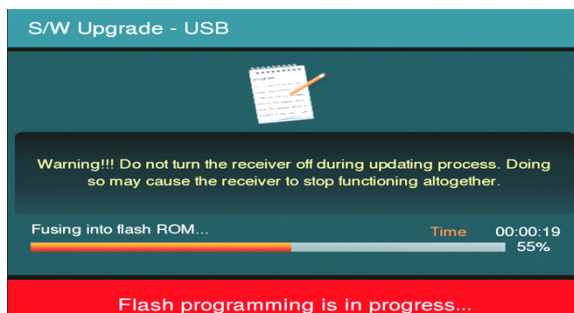 S/W Upgrade - USB
Warning!!! Do not turn the receiver off during updating process. Doing
so may cause the receiver to stop functioning altogether.
Fusing into flash ROM... Time 00:00:19
55%
Flash programming is in progress...